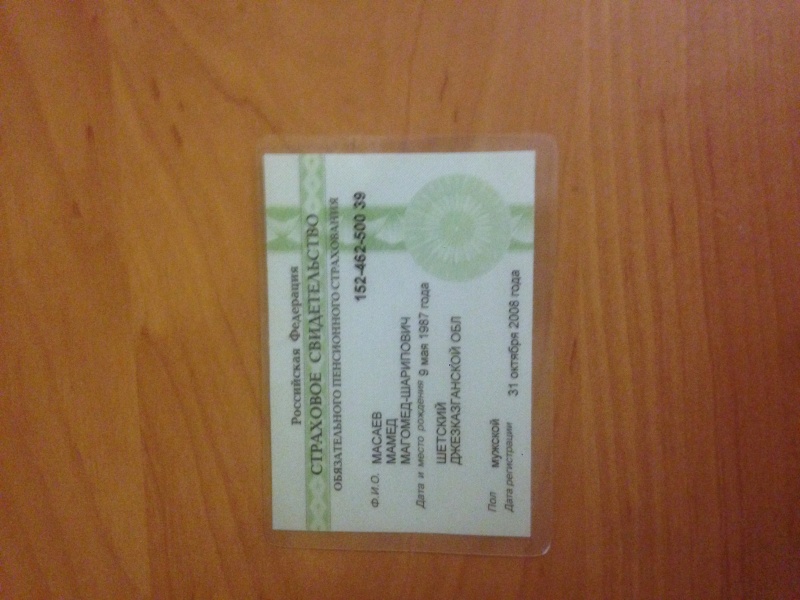 Российская Федерация
СТРАХОВОЕ СВИДЕТЕЛЬСТВО
ОБЯЗАТЕЛЬНОГО ПЕНСИОННОГО СТРАХОВАНИЯ
152-462-500 39
Ф.И.О. МАСАЕВ
МАМЕД
МАГОМЕД-ШАРИПОВИЧ
Дата и место рождения 9 мая 1987 года
ШЕТСКИЙ
ДЖЕЗКАЗГАНСКОЙ ОБЛ
Пол мужской
Дата регистрации 31 октября 2008 года